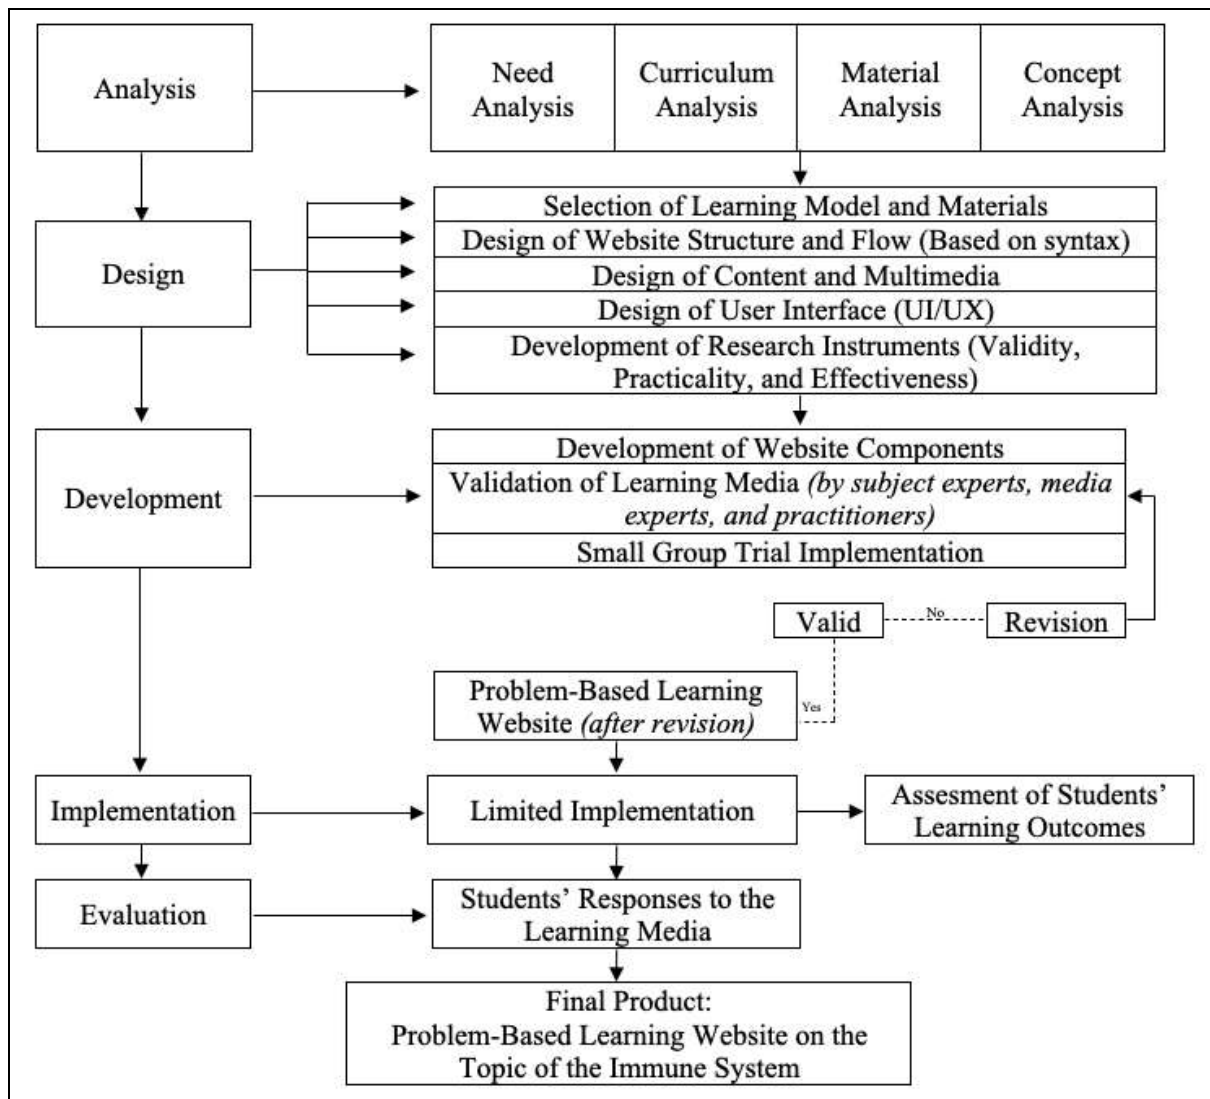 Analysis
Need
Analysis
Curriculum
Analysis
Material
Analysis
Concept
Analysis
Design
Selection of Learning Model and Materials
Design of Website Structure and Flow (Based on syntax)
Design of Content and Multimedia
Design of User Interface (UI/UX)
Development of Research Instruments (Validity,
Practicality, and Effectiveness)
Development
Development of Website Components
Validation of Learning Media (by subject experts, media
experts, and practitioners)
Small Group Trial Implementation
Valid
No
Revision
Yes
Problem-Based Learning
Website (after revision)
Implementation
Limited Implementation
Assesment of Students’
Learning Outcomes
Evaluation
Students’ Responses to the
Learning Media
Final Product:
Problem-Based Learning Website on the
Topic of the Immune System